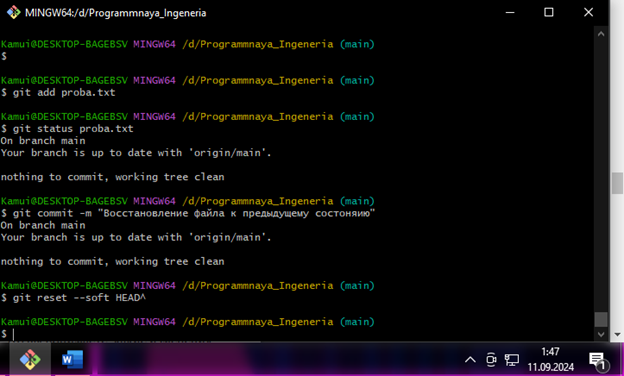 MINGW64:/d/Programmnaya_Ingeneria
Kamui@DESKTOP-BAGEBSV MINGW64 /d/Programmnaya_Ingeneria (main)
$
Kamui@DESKTOP-BAGEBSV MINGW64 /d/Programmnaya_Ingeneria (main)
$ git add proba.txt
Kamui@DESKTOP-BAGEBSV MINGW64 /d/Programmnaya_Ingeneria (main)
$ git status proba.txt
On branch main
Your branch is up to date with 'origin/main'.
nothing to commit, working tree clean
Kamui@DESKTOP-BAGEBSV MINGW64 /d/Programmnaya_Ingeneria (main)
$ git commit -m "Восстановление файла к предыдущему состоняию"
On branch main
Your branch is up to date with 'origin/main'.
nothing to commit, working tree clean
Kamui@DESKTOP-BAGEBSV MINGW64 /d/Programmnaya_Ingeneria (main)
$ git reset --soft HEAD^
Kamui@DESKTOP-BAGEBSV MINGW64 /d/Programmnaya_Ingeneria (main)
$
W
1:47
11.09.2024
1